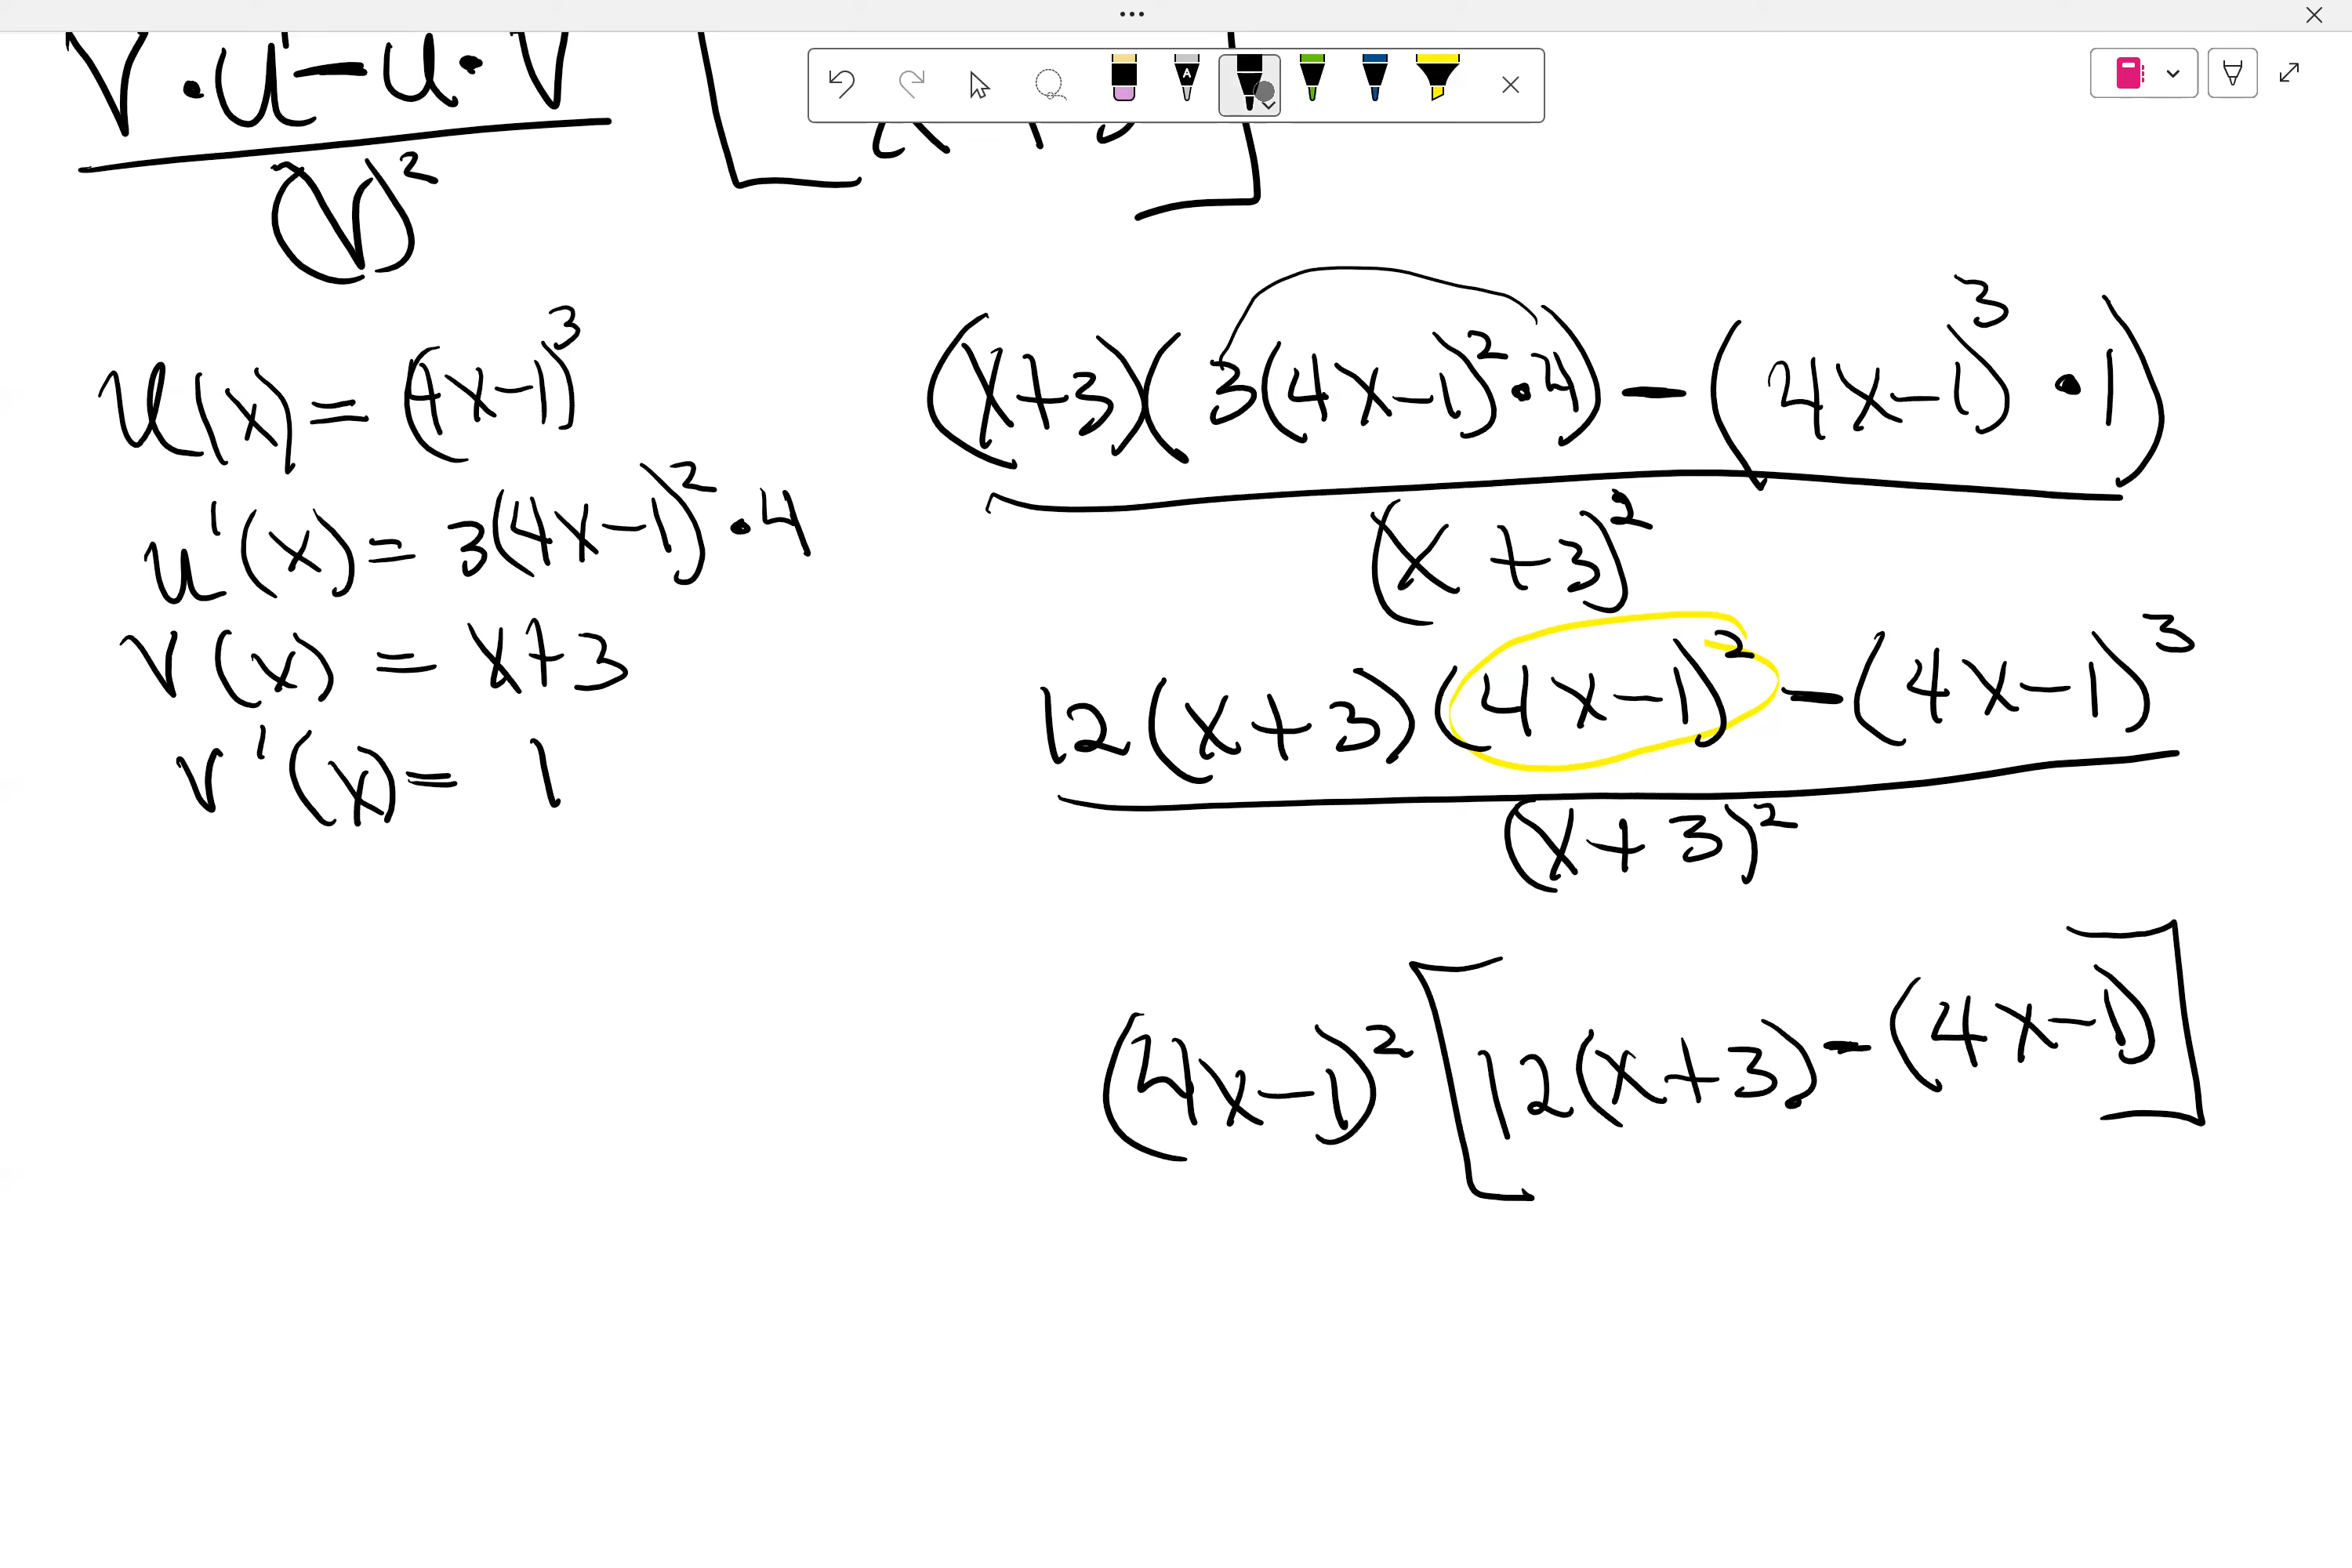 V·u'-u·V
(V)²
x+3
u(x)=(4x-1)³
u'(x)=3(4x-1)²·4
v(x)=x+3
v'(x)=1
(x+3)(3(4x-1)²·4)-(4x-1)³·1)
(x+3)²
12(x+3)(4x-1)²-(4x-1)³
(x+3)²
(4x-1)²[12(x+3)-(4x-1)]